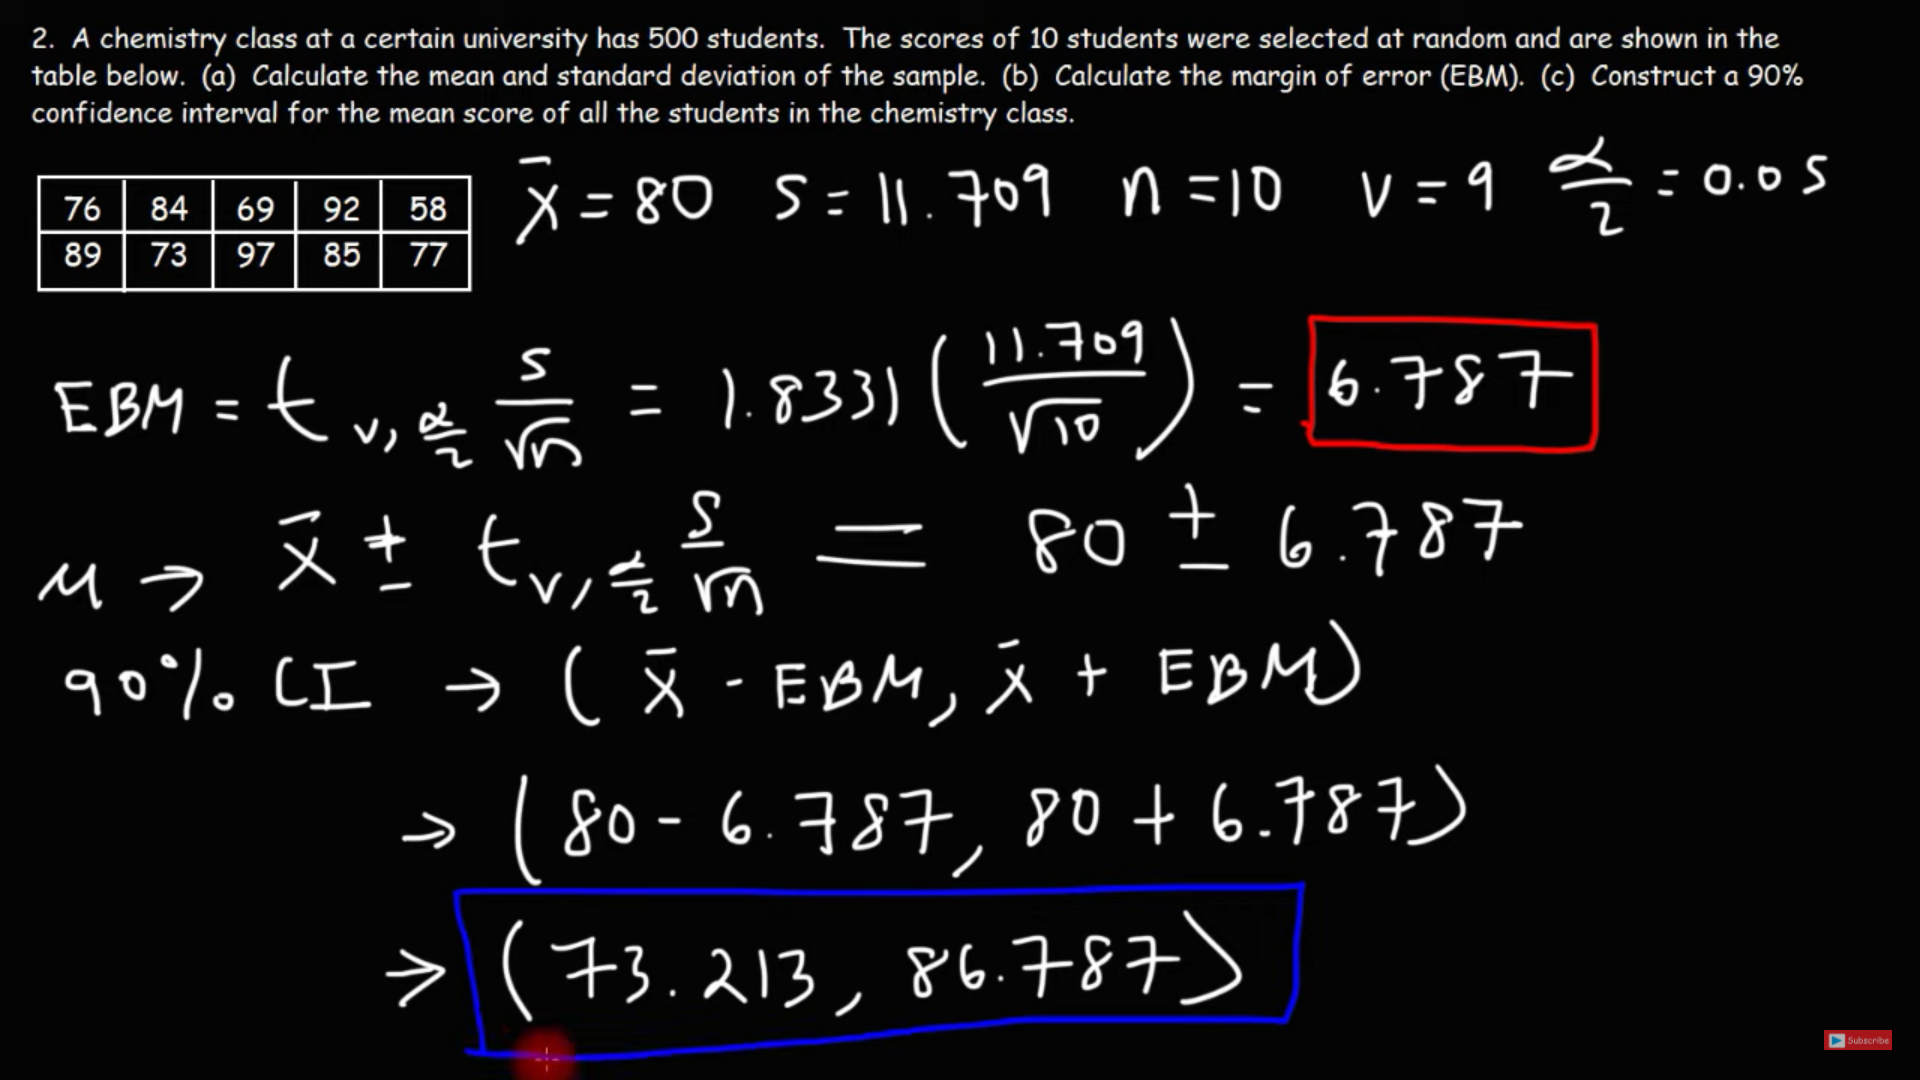 2. A chemistry class at a certain university has 500 students. The scores of 10 students were selected at random and are shown in the
table below. (a) Calculate the mean and standard deviation of the sample. (b) Calculate the margin of error (EBM). (c) Construct a 90%
confidence interval for the mean score of all the students in the chemistry class.
76 84 69 92 58
89 73 97 85 77
x̄ = 80 s = 11.709 n = 10 v = 9 α/2 = 0.05
EBM = t v, α/2 s/√n = 1.8331 (11.709/√10) = 6.787
μ → x̄ ± t v, α/2 s/√n = 80 ± 6.787
90% CI → (x̄ - EBM, x̄ + EBM)
→ (80 - 6.787, 80 + 6.787)
→ (73.213, 86.787)
Subscribe